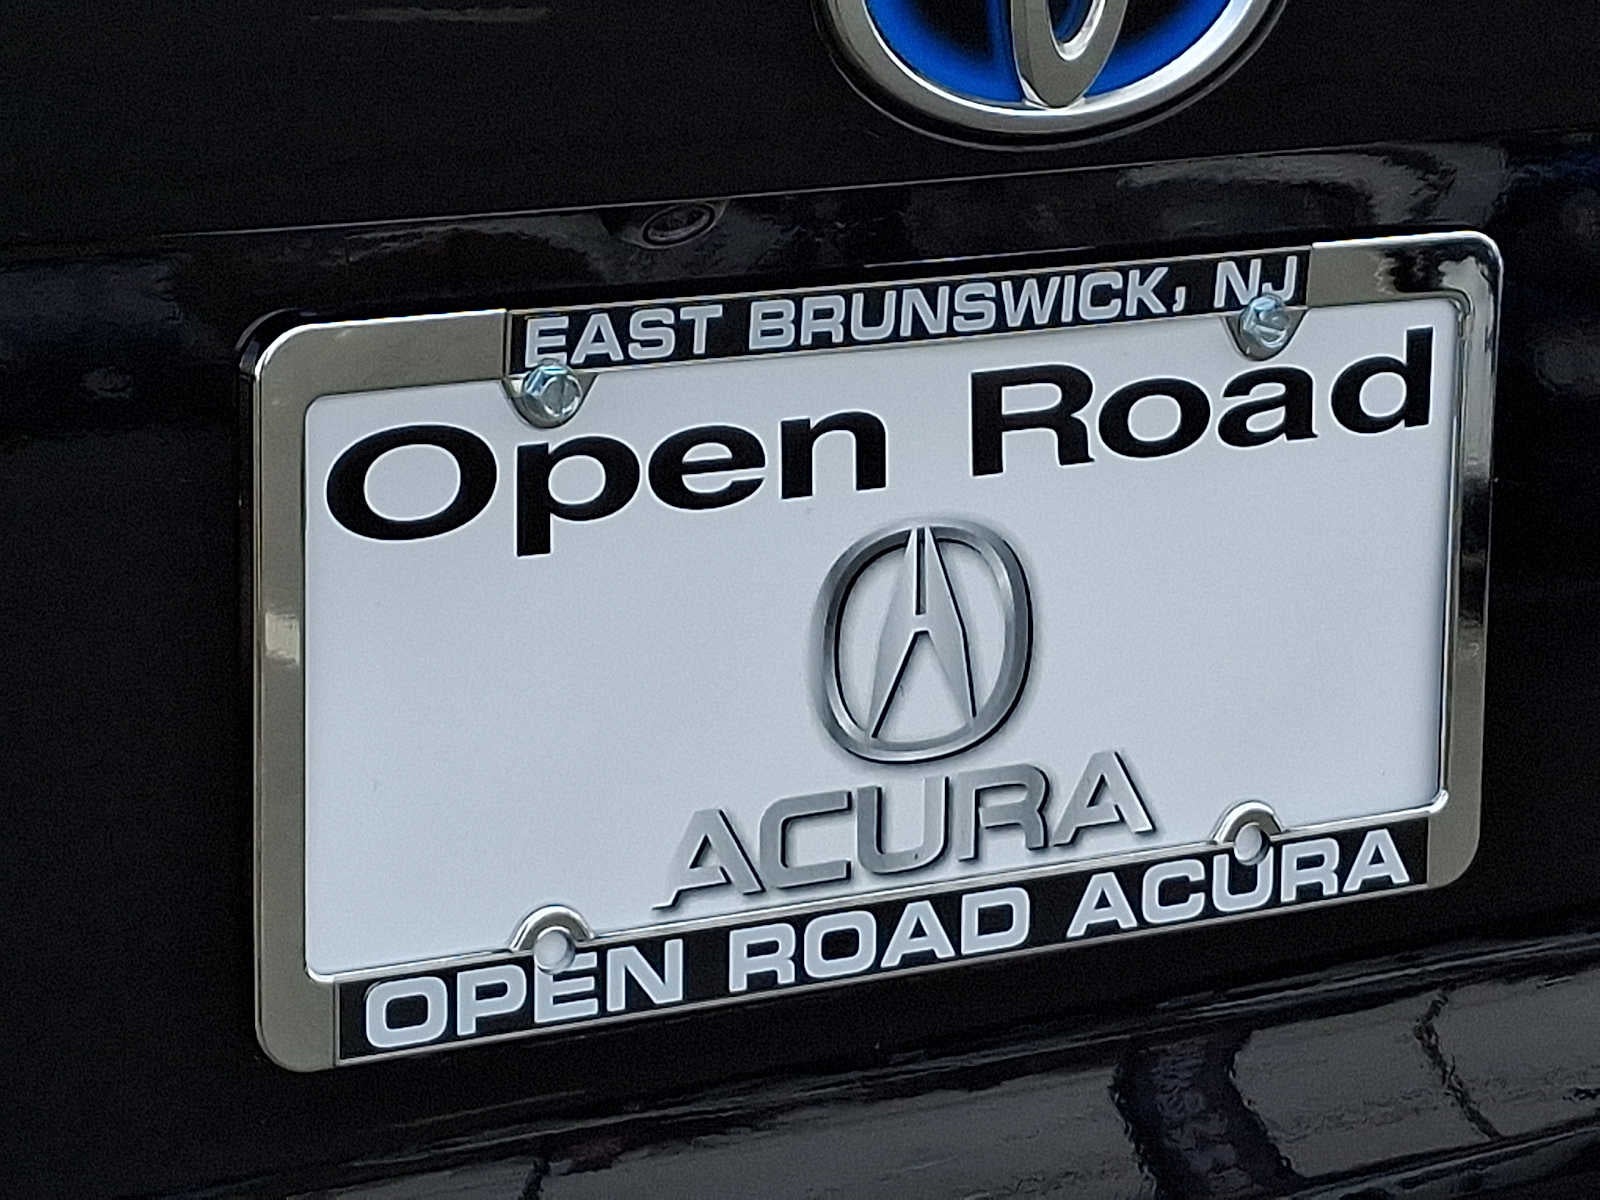 EAST BRUNSWICK, NJ
Open Road
ACURA
OPEN ROAD ACURA